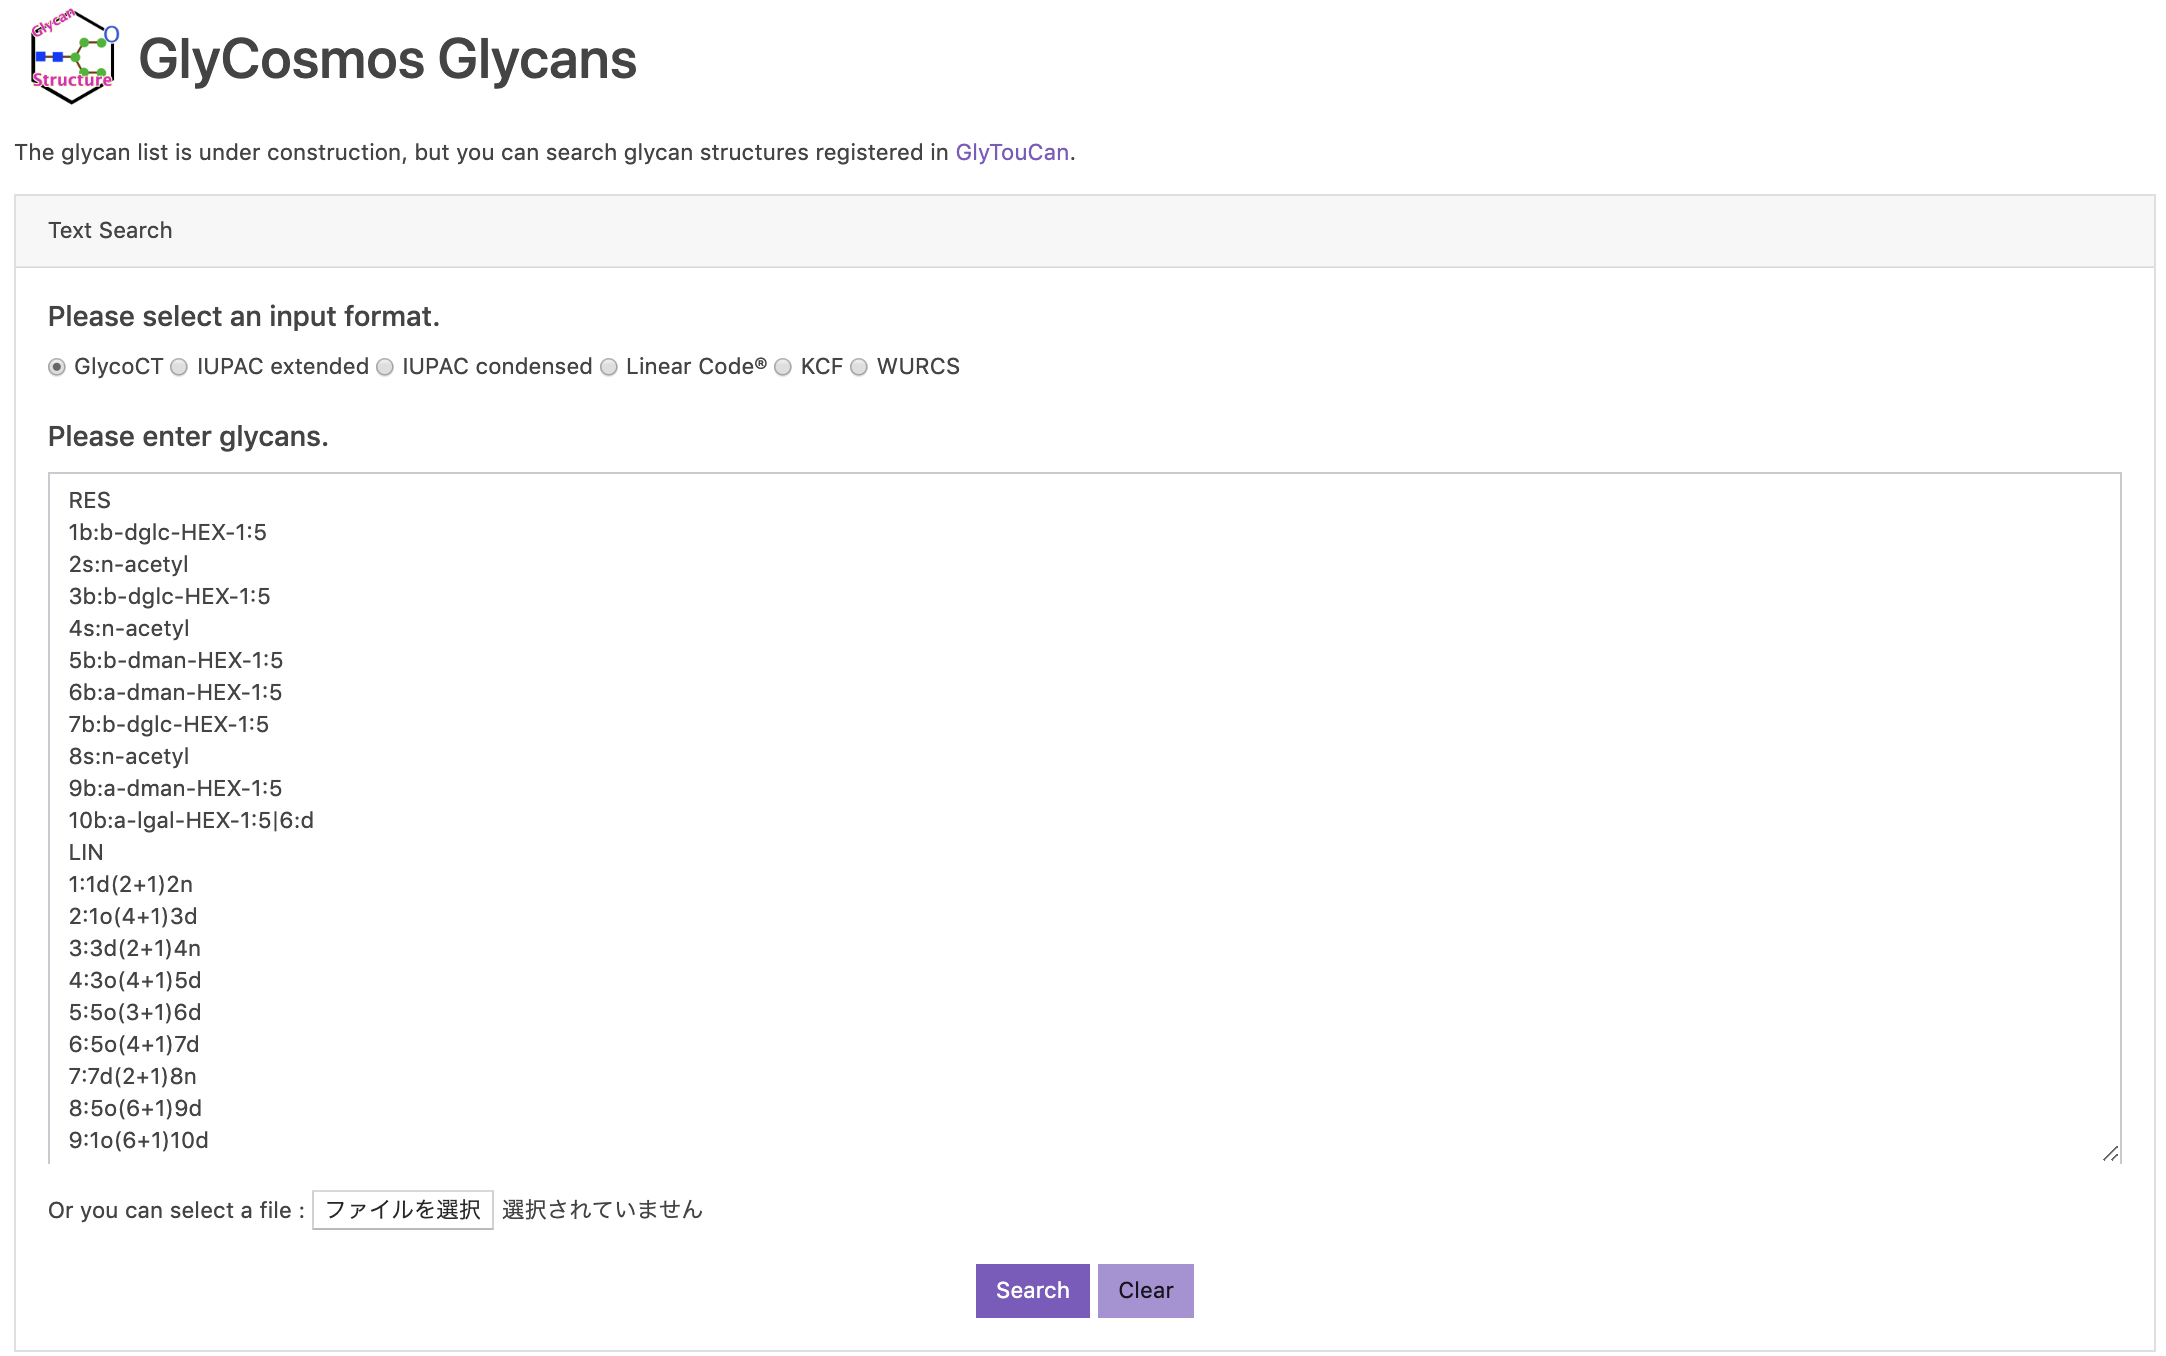 Glycan
O
Structure
GlyCosmos Glycans
The glycan list is under construction, but you can search glycan structures registered in GlyTouCan.
Text Search
Please select an input format.
GlycoCT IUPAC extended IUPAC condensed Linear Code® KCF WURCS
Please enter glycans.
RES
1b:b-dglc-HEX-1:5
2s:n-acetyl
3b:b-dglc-HEX-1:5
4s:n-acetyl
5b:b-dman-HEX-1:5
6b:a-dman-HEX-1:5
7b:b-dglc-HEX-1:5
8s:n-acetyl
9b:a-dman-HEX-1:5
10b:a-lgal-HEX-1:5|6:d
LIN
1:1d(2+1)2n
2:1o(4+1)3d
3:3d(2+1)4n
4:3o(4+1)5d
5:5o(3+1)6d
6:5o(4+1)7d
7:7d(2+1)8n
8:5o(6+1)9d
9:1o(6+1)10d
Or you can select a file : ファイルを選択 選択されていません
Search Clear